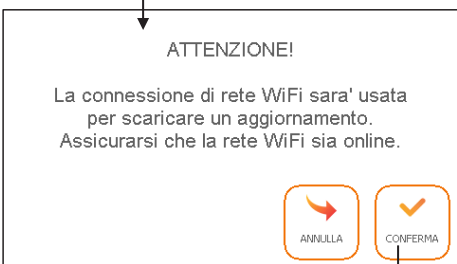 ATTENZIONE!
La connessione di rete WiFi sara' usata
per scaricare un aggiornamento.
Assicurarsi che la rete WiFi sia online.
ANNULLA CONFERMA